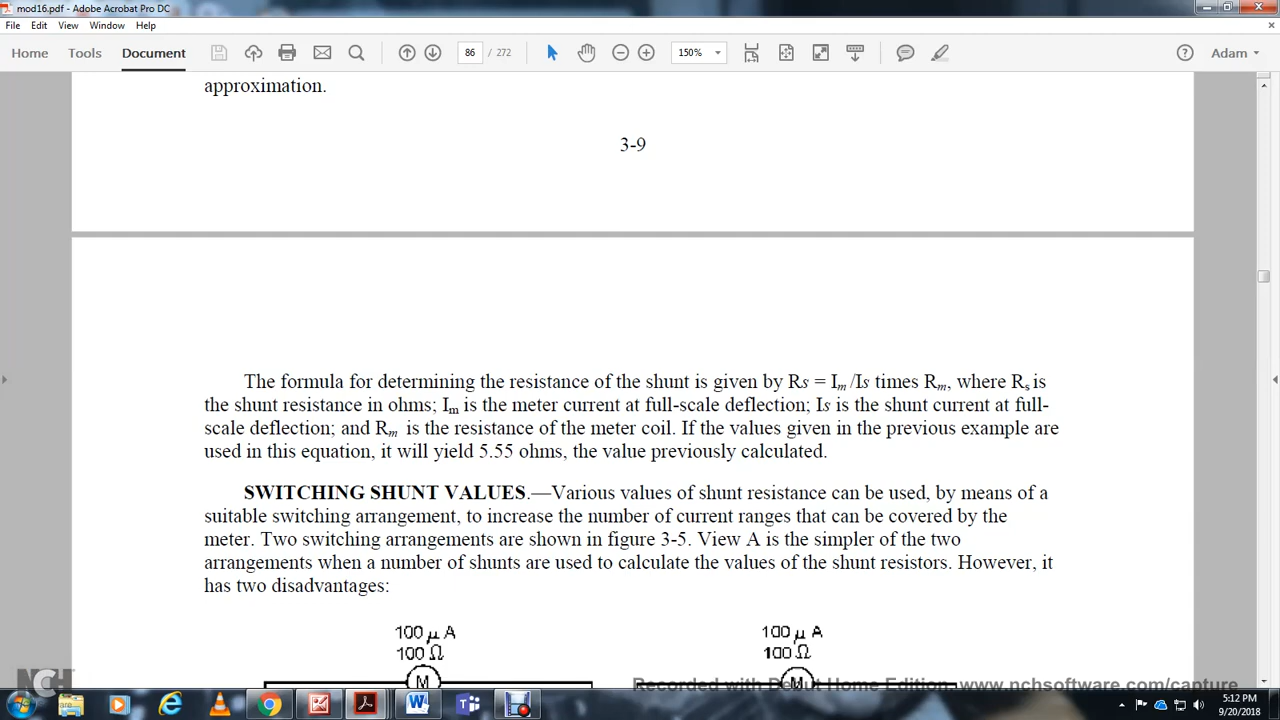 mod16.pdf - Adobe Acrobat Pro DC
File Edit View Window Help
Home Tools Document 86 / 272 150% Adam
approximation.
3-9
The formula for determining the resistance of the shunt is given by Rs = Im /Is times Rm, where Rs is
the shunt resistance in ohms; Im is the meter current at full-scale deflection; Is is the shunt current at full-
scale deflection; and Rm is the resistance of the meter coil. If the values given in the previous example are
used in this equation, it will yield 5.55 ohms, the value previously calculated.
SWITCHING SHUNT VALUES.—Various values of shunt resistance can be used, by means of a
suitable switching arrangement, to increase the number of current ranges that can be covered by the
meter. Two switching arrangements are shown in figure 3-5. View A is the simpler of the two
arrangements when a number of shunts are used to calculate the values of the shunt resistors. However, it
has two disadvantages:
100 μ A 100 μ A
100 Ω 100 Ω
M M
NCH
Recorded with Debut Home Edition. www.nchsoftware.com/capture
5:12 PM
9/20/2018